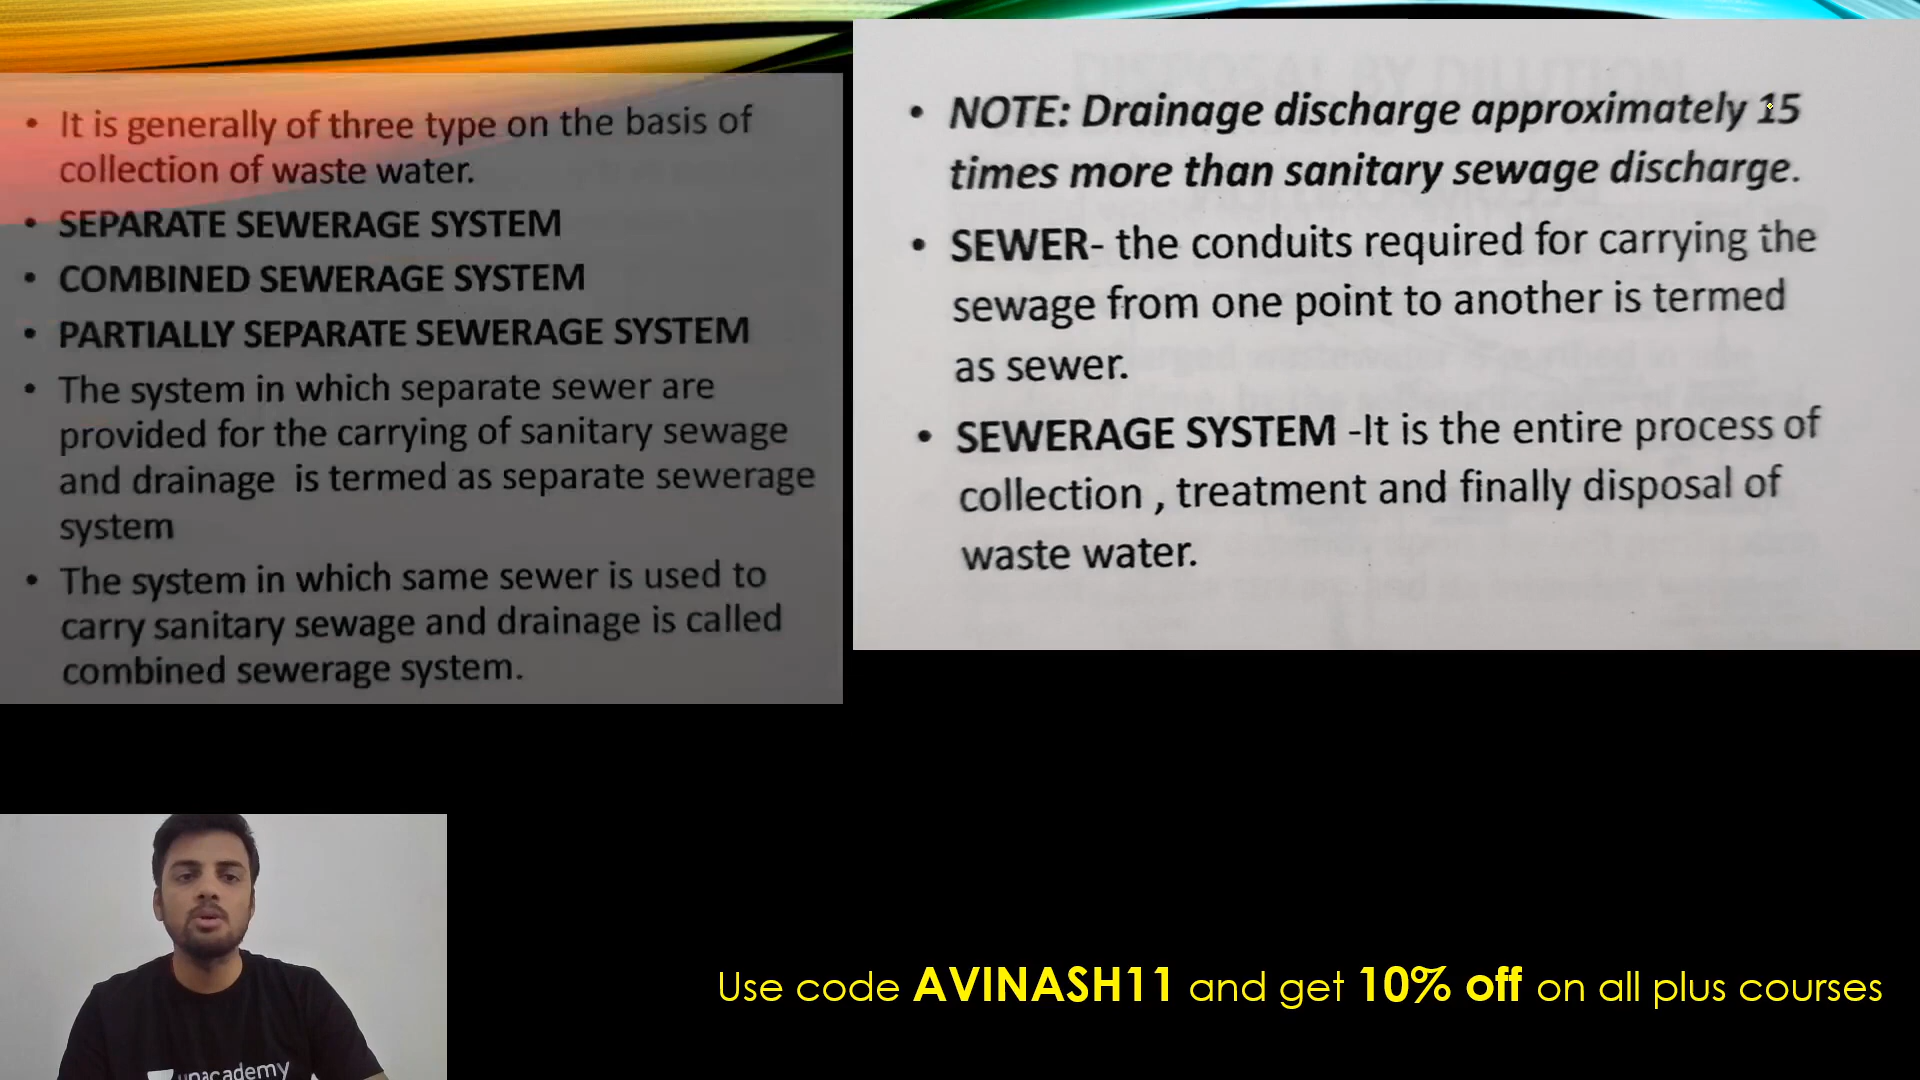 • It is generally of three type on the basis of
collection of waste water.
• SEPARATE SEWERAGE SYSTEM
• COMBINED SEWERAGE SYSTEM
• PARTIALLY SEPARATE SEWERAGE SYSTEM
• The system in which separate sewer are
provided for the carrying of sanitary sewage
and drainage is termed as separate sewerage
system
• The system in which same sewer is used to
carry sanitary sewage and drainage is called
combined sewerage system.
• NOTE: Drainage discharge approximately 15
times more than sanitary sewage discharge.
• SEWER- the conduits required for carrying the
sewage from one point to another is termed
as sewer.
• SEWERAGE SYSTEM -It is the entire process of
collection , treatment and finally disposal of
waste water.
unacademy
Use code AVINASH11 and get 10% off on all plus courses